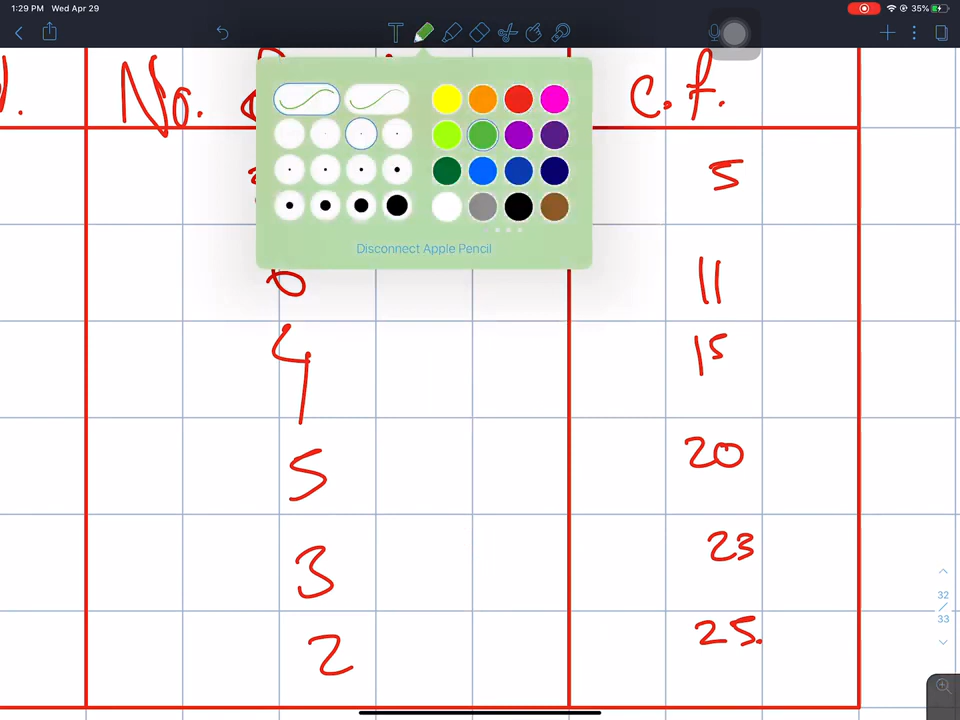 1:29 PM Wed Apr 29 35%
T
No. c.f.
Disconnect Apple Pencil
5
6 11
4 15
5 20
3 23
32
33
2 25.